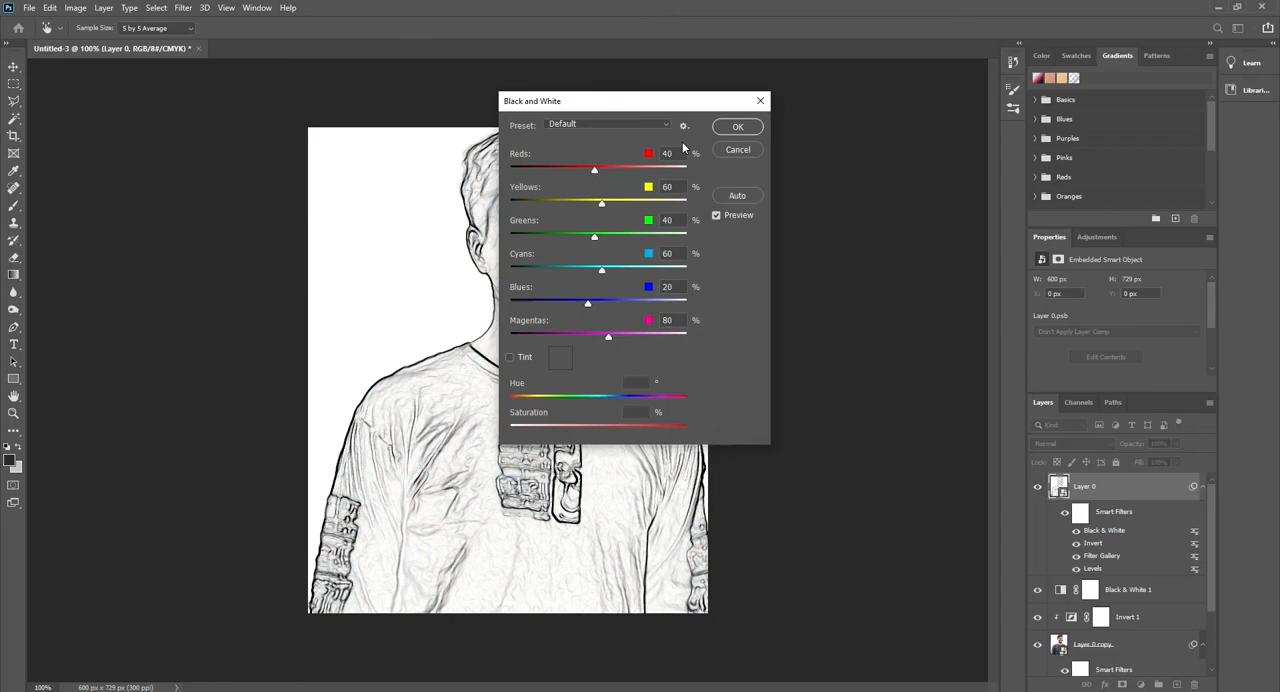 Ps File Edit Image Layer Type Select Filter 3D View Window Help
Sample Size: 5 by 5 Average
Untitled-3 @ 100% (Layer 0, RGB/8#/CMYK) * ×
Color Swatches Gradients Patterns
Learn
Librari...
Basics
Blues
Purples
Pinks
Reds
Oranges
Black and White
Preset: Default
OK
Reds: 40 %
Cancel
Yellows: 60 %
Auto
Greens: 40 %
Preview
Cyans: 60 %
Blues: 20 %
Magentas: 80 %
Tint
Hue °
Saturation %
Properties Adjustments
Embedded Smart Object
W: 600 px H: 729 px
X: 0 px Y: 0 px
Layer 0.psb
Don't Apply Layer Comp
Edit Contents
Layers Channels Paths
Kind
Normal Opacity: 100%
Lock: Fill: 100%
Layer 0
Smart Filters
Black & White
Invert
Filter Gallery
Levels
Black & White 1
Invert 1
Layer 0 copy
Smart Filters
100% 600 px x 729 px (300 ppi)